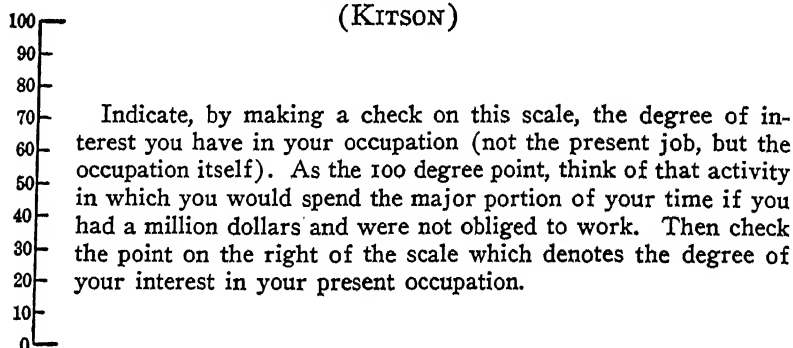 (KITSON)
100
90
80
70
60
50
40
30
20
10
0
Indicate, by making a check on this scale, the degree of in-
terest you have in your occupation (not the present job, but the
occupation itself). As the 100 degree point, think of that activity
in which you would spend the major portion of your time if you
had a million dollars and were not obliged to work. Then check
the point on the right of the scale which denotes the degree of
your interest in your present occupation.